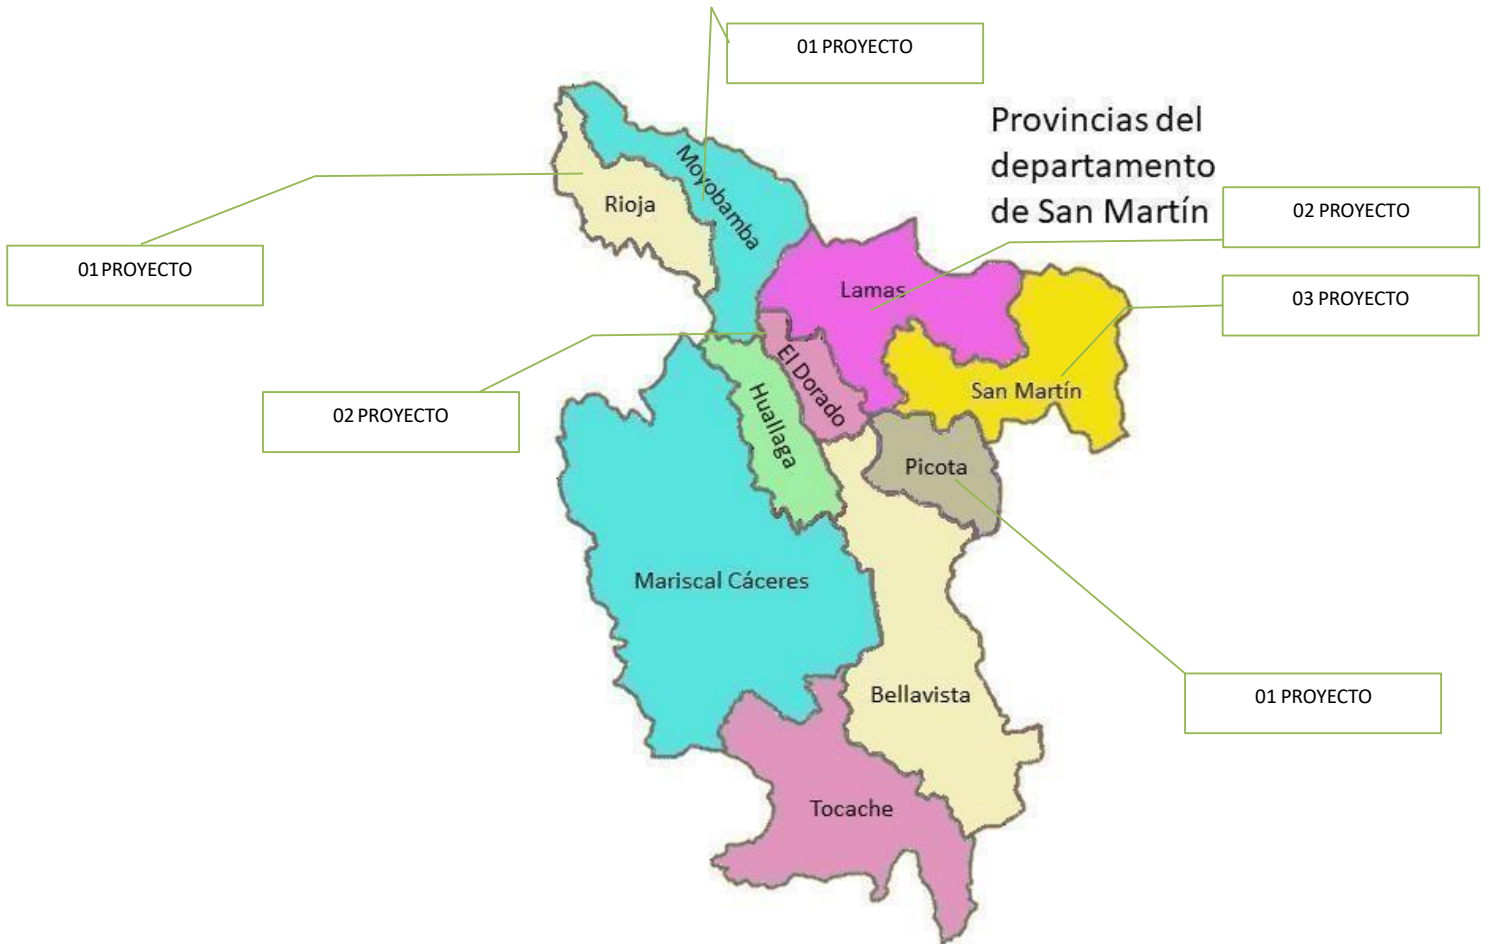 01 PROYECTO
Provincias del
departamento
de San Martín
Moyobamba
Rioja
02 PROYECTO
01 PROYECTO
Lamas
03 PROYECTO
El Dorado
San Martín
02 PROYECTO
Huallaga
Picota
Mariscal Cáceres
Bellavista
01 PROYECTO
Tocache